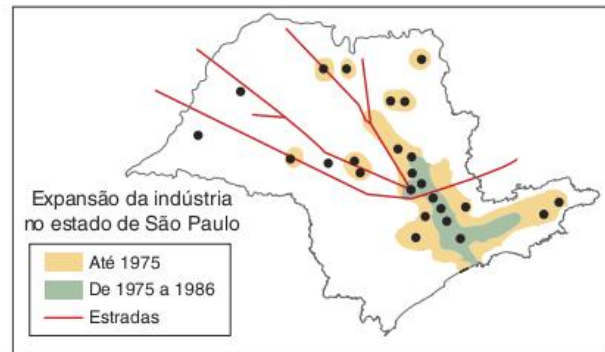 Expansão da indústria
no estado de São Paulo
Até 1975
De 1975 a 1986
Estradas